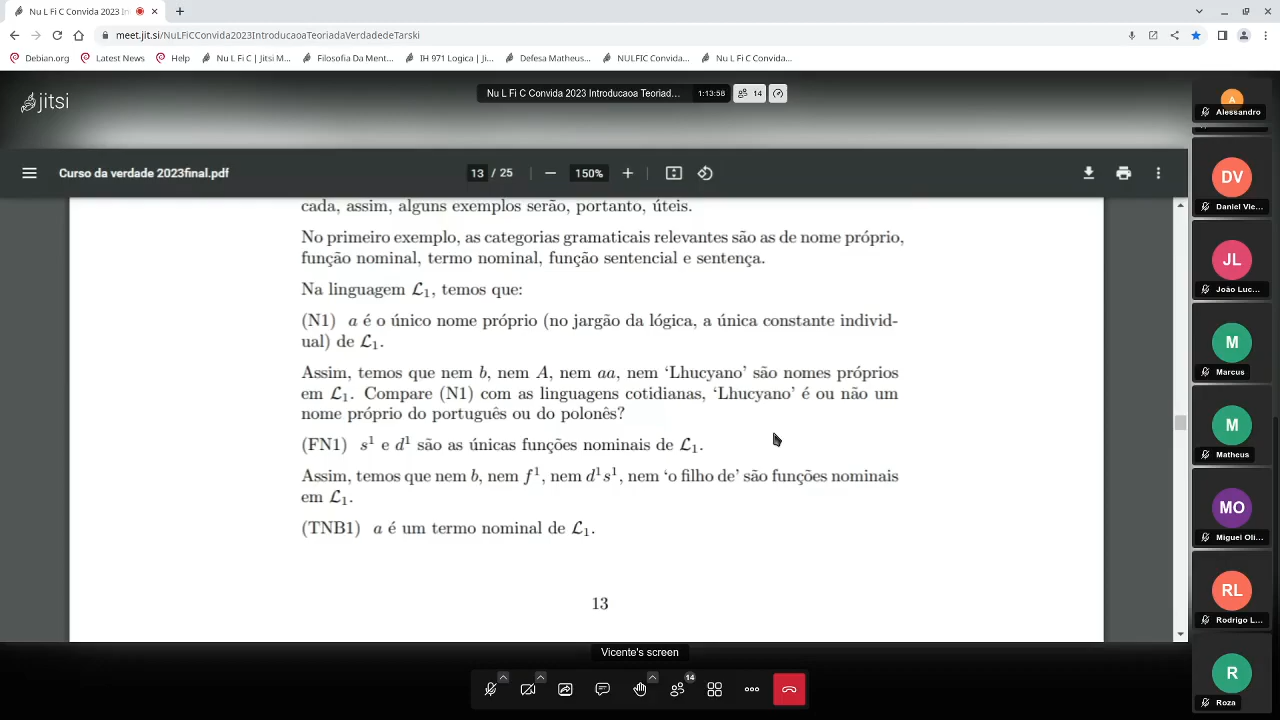 Nu L Fi C Convida 2023 In
meet.jit.si/NuLFiCConvida2023IntroducaoaTeoriadaVerdadedeTarski
Debian.org Latest News Help Nu L Fi C | Jitsi M... Filosofia Da Ment... IH 971 Logica | Ji... Defesa Matheus... NULFIC Convida... Nu L Fi C Convida...
jitsi
Nu L Fi C Convida 2023 Introducaoa Teoriad... 1:13:58 14
Curso da verdade 2023final.pdf 13 / 25 150%
cada, assim, alguns exemplos serão, portanto, úteis.
No primeiro exemplo, as categorias gramaticais relevantes são as de nome próprio,
função nominal, termo nominal, função sentencial e sentença.
Na linguagem ℒ₁, temos que:
(N1) a é o único nome próprio (no jargão da lógica, a única constante individ-
ual) de ℒ₁.
Assim, temos que nem b, nem A, nem aa, nem ‘Lhucyano’ são nomes próprios
em ℒ₁. Compare (N1) com as linguagens cotidianas, ‘Lhucyano’ é ou não um
nome próprio do português ou do polonês?
(FN1) s¹ e d¹ são as únicas funções nominais de ℒ₁.
Assim, temos que nem b, nem f¹, nem d¹s¹, nem ‘o filho de’ são funções nominais
em ℒ₁.
(TNB1) a é um termo nominal de ℒ₁.
13
A
Alessandro
DV
Daniel Vie...
JL
João Luc...
M
Marcus
M
Matheus
MO
Miguel Oli...
RL
Rodrigo L...
R
Roza
Vicente's screen
14